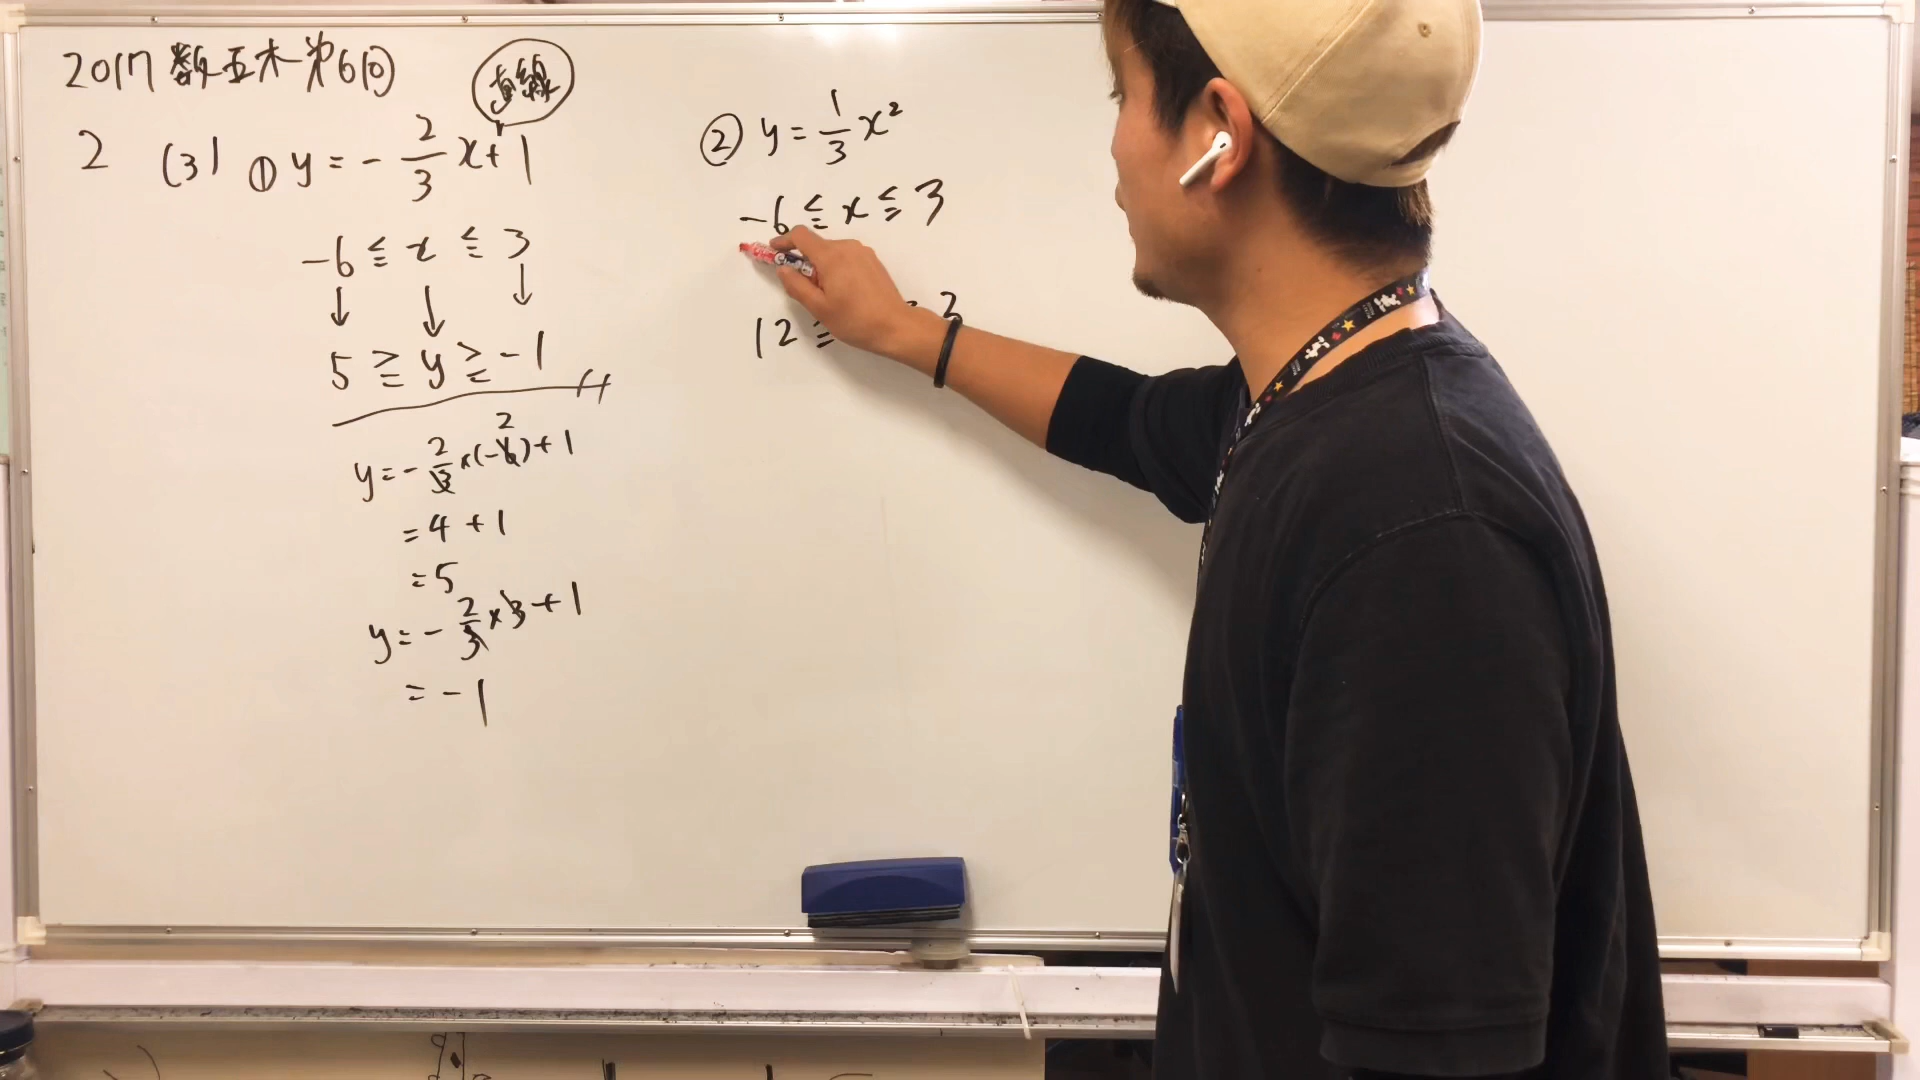 2017 数五木第6回
直線
2 (3) ① y = - 2/3 x + 1
-6 ≦ x ≦ 3
↓ ↓ ↓
5 ≧ y ≧ -1
y = - 2/3 × (-6) + 1
2
= 4 + 1
= 5
y = - 2/3 × 3 + 1
= -1
② y = 1/3 x²
-6 ≦ x ≦ 3
12 ≧